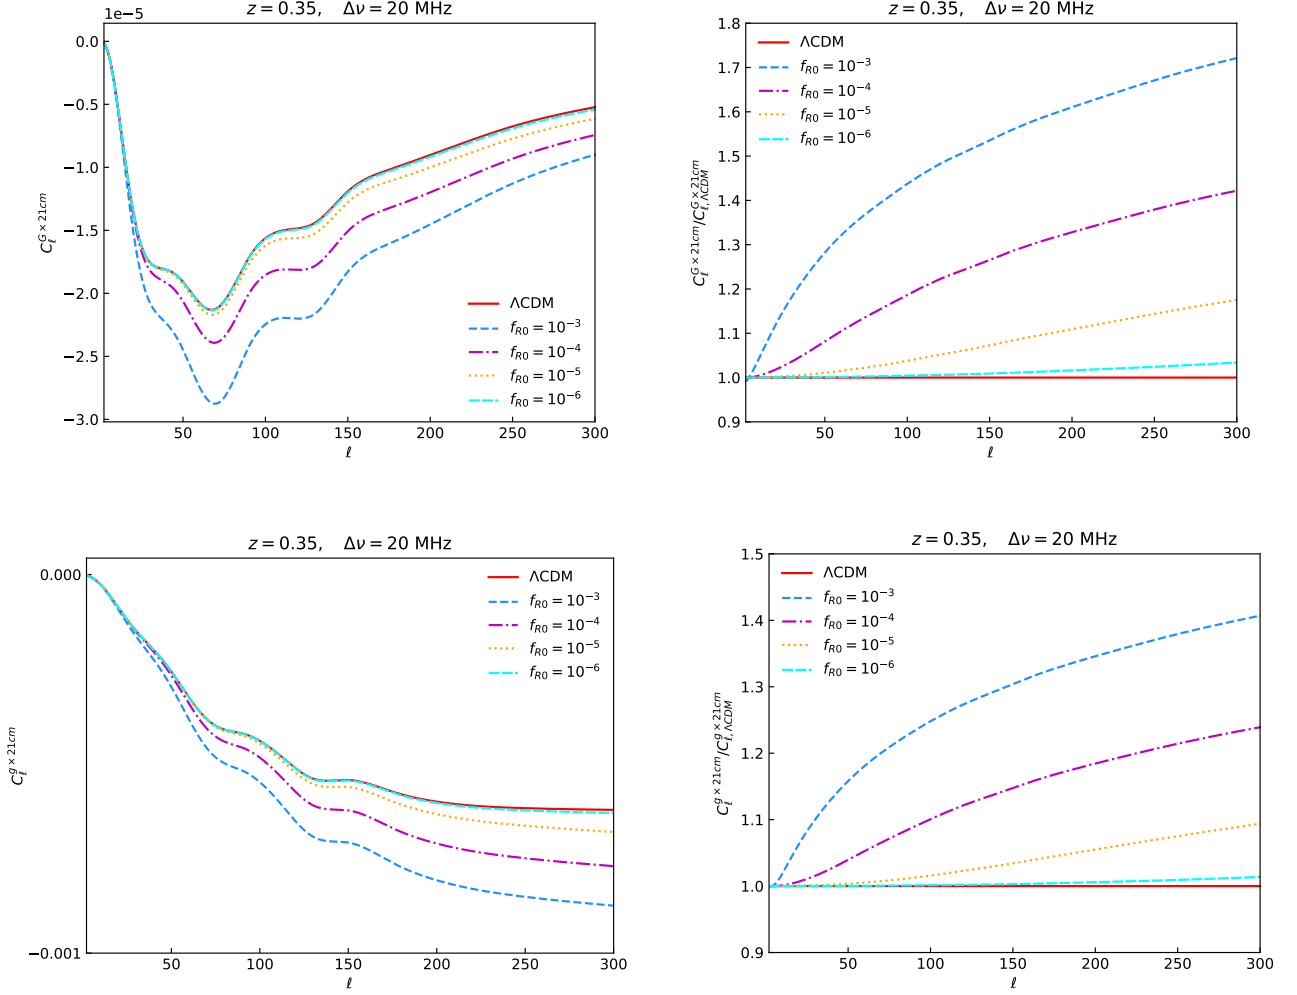 z = 0.35, Δν = 20 MHz
1e−5
0.0
−0.5
−1.0
−1.5
−2.0
−2.5
−3.0
C_ℓ^{G × 21cm}
ΛCDM
f_{R0} = 10^{−3}
f_{R0} = 10^{−4}
f_{R0} = 10^{−5}
f_{R0} = 10^{−6}
50 100 150 200 250 300
ℓ
z = 0.35, Δν = 20 MHz
1.8
1.7
1.6
1.5
1.4
1.3
1.2
1.1
1.0
0.9
C_ℓ^{G × 21cm}/C_{ℓ,ΛCDM}^{G × 21cm}
ΛCDM
f_{R0} = 10^{−3}
f_{R0} = 10^{−4}
f_{R0} = 10^{−5}
f_{R0} = 10^{−6}
50 100 150 200 250 300
ℓ
z = 0.35, Δν = 20 MHz
0.000
−0.001
C_ℓ^{g × 21cm}
ΛCDM
f_{R0} = 10^{−3}
f_{R0} = 10^{−4}
f_{R0} = 10^{−5}
f_{R0} = 10^{−6}
50 100 150 200 250 300
ℓ
z = 0.35, Δν = 20 MHz
1.5
1.4
1.3
1.2
1.1
1.0
0.9
C_ℓ^{g × 21cm}/C_{ℓ,ΛCDM}^{g × 21cm}
ΛCDM
f_{R0} = 10^{−3}
f_{R0} = 10^{−4}
f_{R0} = 10^{−5}
f_{R0} = 10^{−6}
50 100 150 200 250 300
ℓ